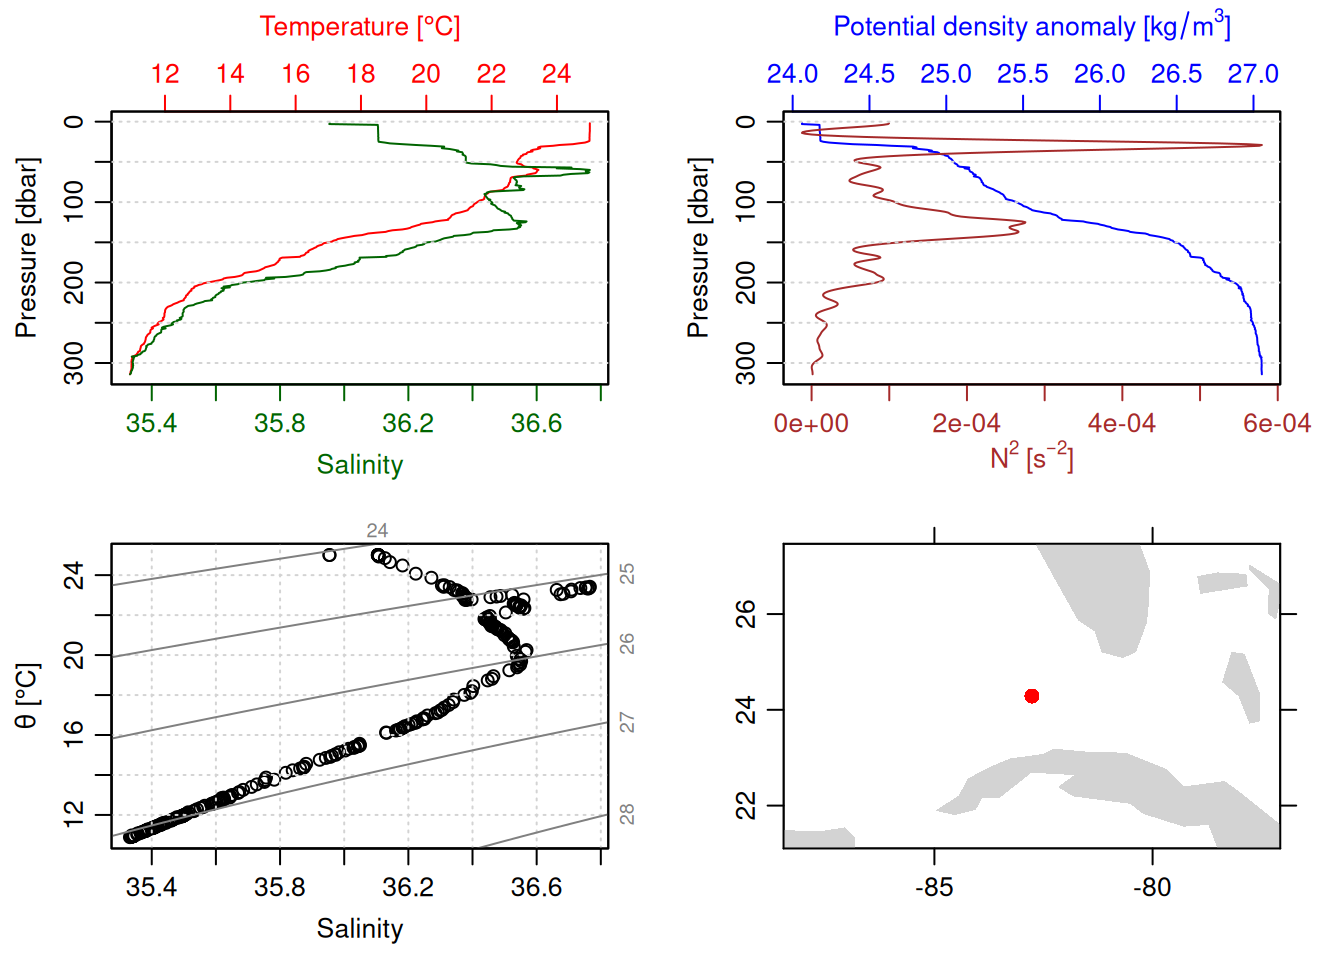 Temperature [°C]
12 14 16 18 20 22 24
Pressure [dbar]
0 100 200 300
35.4 35.8 36.2 36.6
Salinity
Potential density anomaly [kg/m³]
24.0 24.5 25.0 25.5 26.0 26.5 27.0
Pressure [dbar]
0 100 200 300
0e+00 2e-04 4e-04 6e-04
N² [s⁻²]
24
θ [°C]
24 20 16 12
25
26
27
28
35.4 35.8 36.2 36.6
Salinity
26
24
22
-85 -80